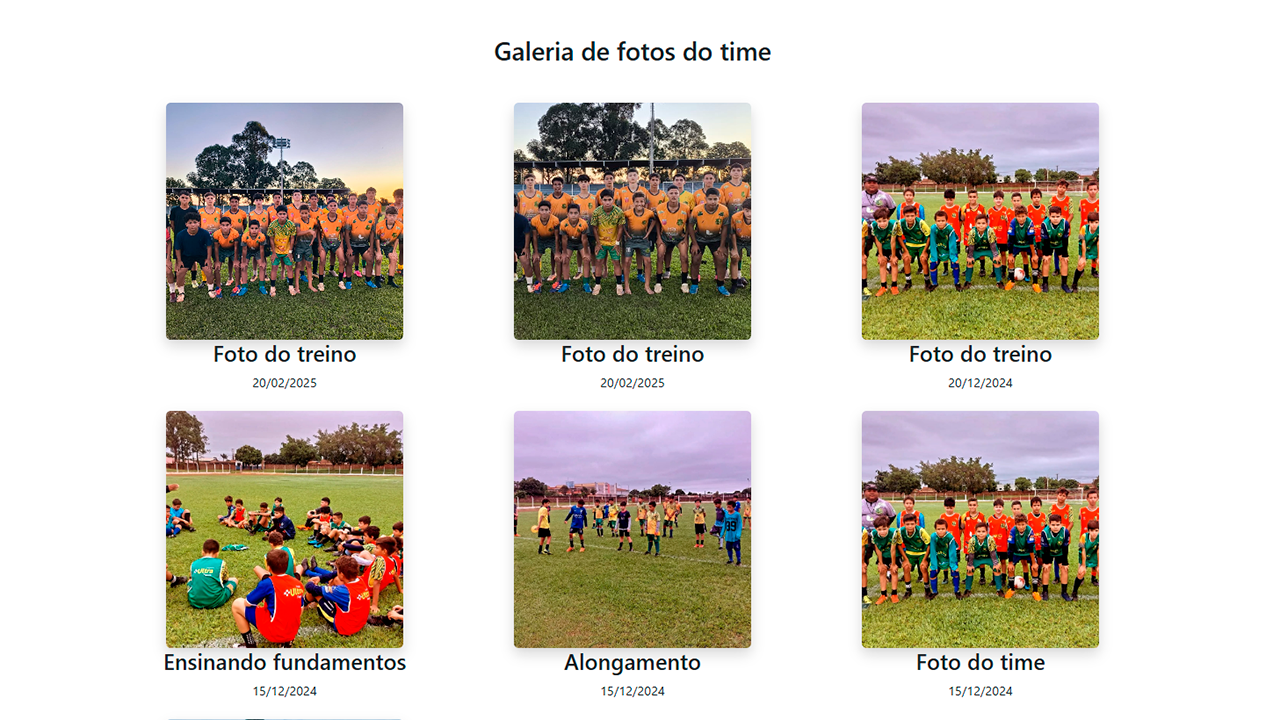 Galeria de fotos do time
Foto do treino
20/02/2025
Foto do treino
20/02/2025
Foto do treino
20/12/2024
Ensinando fundamentos
15/12/2024
Alongamento
15/12/2024
Foto do time
15/12/2024